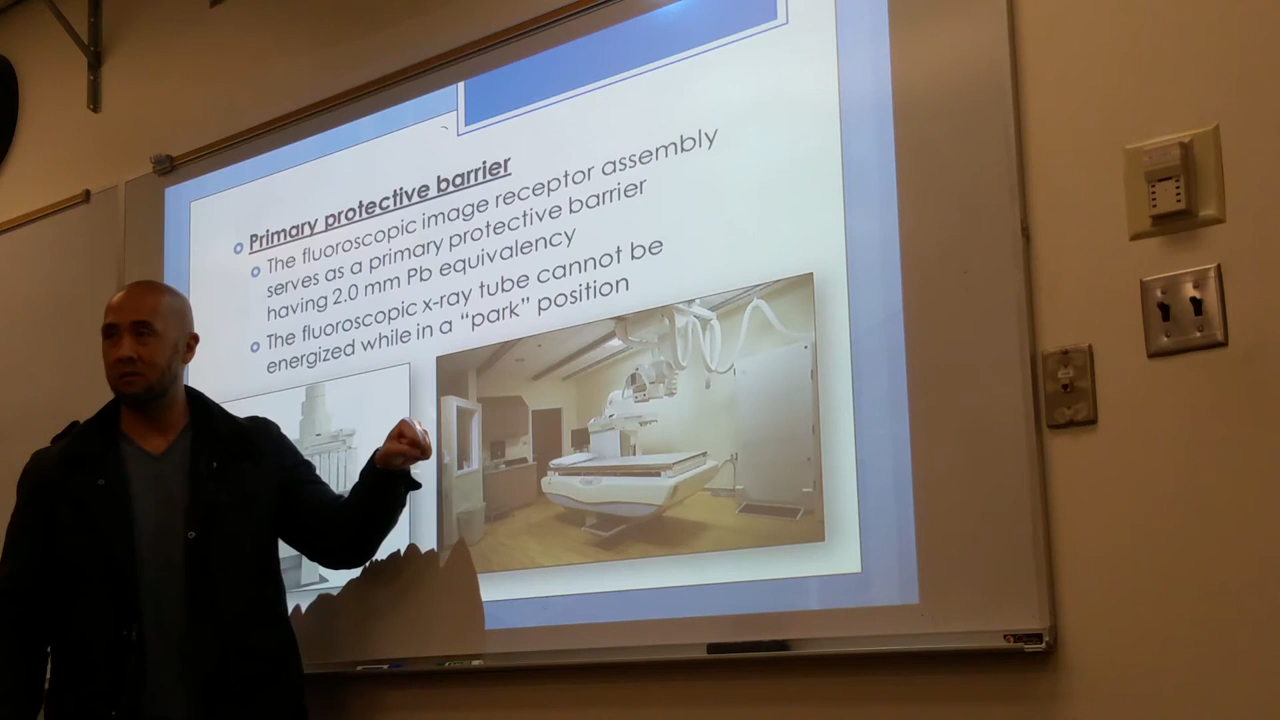 Primary protective barrier
The fluoroscopic image receptor assembly
serves as a primary protective barrier
having 2.0 mm Pb equivalency
The fluoroscopic x-ray tube cannot be
energized while in a "park" position